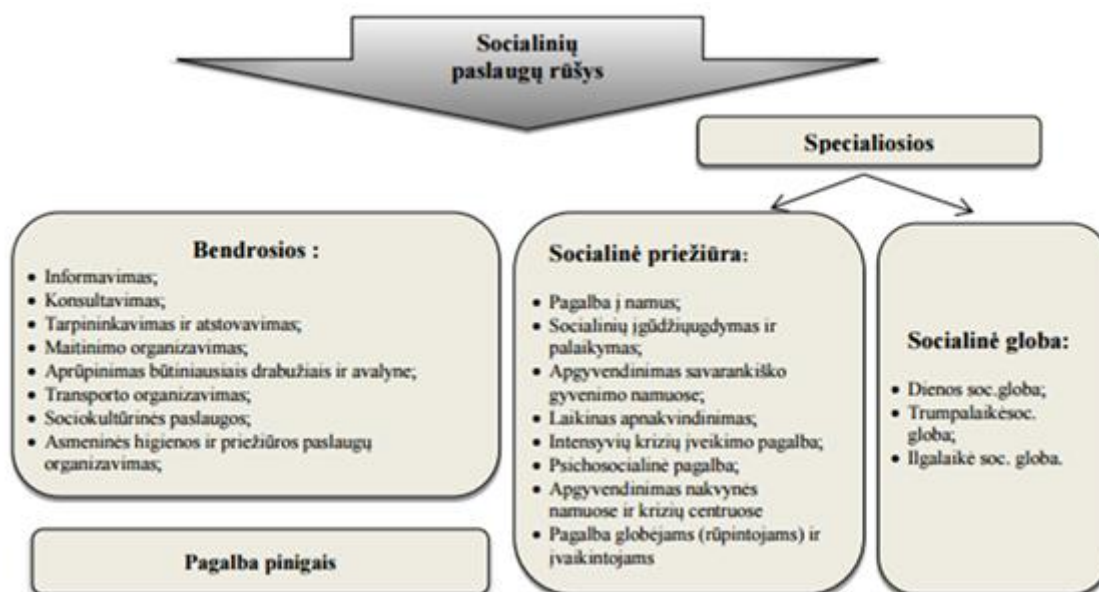 Socialinių
paslaugų rūšys
Specialiosios
Bendrosios :
• Informavimas;
• Konsultavimas;
• Tarpininkavimas ir atstovavimas;
• Maitinimo organizavimas;
• Aprūpinimas būtiniausiais drabužiais ir avalyne;
• Transporto organizavimas;
• Sociokultūrinės paslaugos;
• Asmeninės higienos ir priežiūros paslaugų
organizavimas;
Pagalba pinigais
Socialinė priežiūra:
• Pagalba į namus;
• Socialinių įgūdžiųugdymas ir
palaikymas;
• Apgyvendinimas savarankiško
gyvenimo namuose;
• Laikinas apnakvindinimas;
• Intensyvių krizių įveikimo pagalba;
• Psichosocialinė pagalba;
• Apgyvendinimas nakvynės
namuose ir krizių centruose
• Pagalba globėjams (rūpintojams) ir
įvaikintojams
Socialinė globa:
• Dienos soc.globa;
• Trumpalaikėsoc.
globa;
• Ilgalaikė soc. globa.